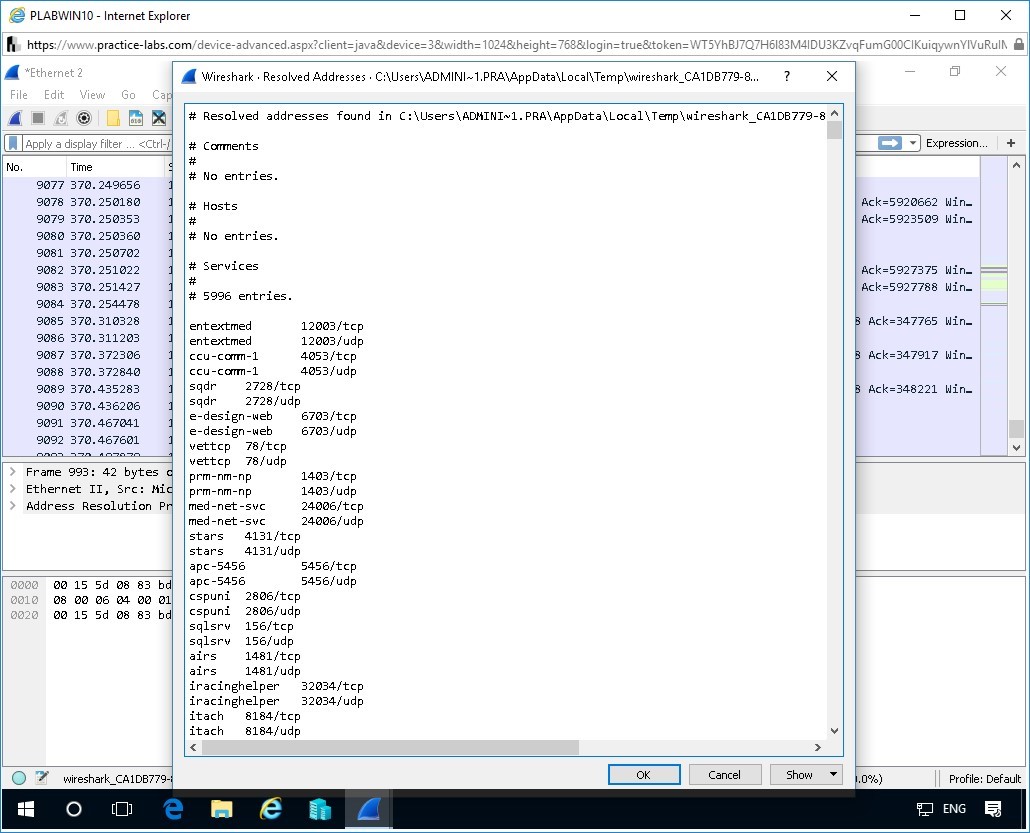 PLABWIN10 - Internet Explorer
https://www.practice-labs.com/device-advanced.aspx?client=java&device=3&width=1024&height=768&login=true&token=
*Ethernet 2
Wireshark · Resolved Addresses · C:\Users\ADMINI~1.PRA\AppData\Local\Temp\wireshark_CA1DB779-8...
?
File Edit View Go Cap
Apply a display filter ... <Ctrl-/
Expression... +
No. Time
9077 370.249656
9078 370.250180 Ack=5920662 Win…
9079 370.250353 Ack=5923509 Win…
9080 370.250360
9081 370.250702
9082 370.251022 Ack=5927375 Win…
9083 370.251427 Ack=5927788 Win…
9084 370.254478
9085 370.310328 8 Ack=347765 Win…
9086 370.311203
9087 370.372306 8 Ack=347917 Win…
9088 370.372840
9089 370.435283 8 Ack=348221 Win…
9090 370.436206
9091 370.467041
9092 370.467601
Frame 993: 42 bytes o
Ethernet II, Src: Mic
Address Resolution Pr
0000 00 15 5d 08 83 bd
0010 08 00 06 04 00 01
0020 00 15 5d 08 83 bd
# Resolved addresses found in C:\Users\ADMINI~1.PRA\AppData\Local\Temp\wireshark_CA1DB779-8
# Comments
#
# No entries.
# Hosts
#
# No entries.
# Services
#
# 5996 entries.
entextmed 12003/tcp
entextmed 12003/udp
ccu-comm-1 4053/tcp
ccu-comm-1 4053/udp
sqdr 2728/tcp
sqdr 2728/udp
e-design-web 6703/tcp
e-design-web 6703/udp
vettcp 78/tcp
vettcp 78/udp
prm-nm-np 1403/tcp
prm-nm-np 1403/udp
med-net-svc 24006/tcp
med-net-svc 24006/udp
stars 4131/tcp
stars 4131/udp
apc-5456 5456/tcp
apc-5456 5456/udp
cspuni 2806/tcp
cspuni 2806/udp
sqlsrv 156/tcp
sqlsrv 156/udp
airs 1481/tcp
airs 1481/udp
iracinghelper 32034/tcp
iracinghelper 32034/udp
itach 8184/tcp
itach 8184/udp
OK Cancel Show
wireshark_CA1DB779-8 .0%) Profile: Default
ENG